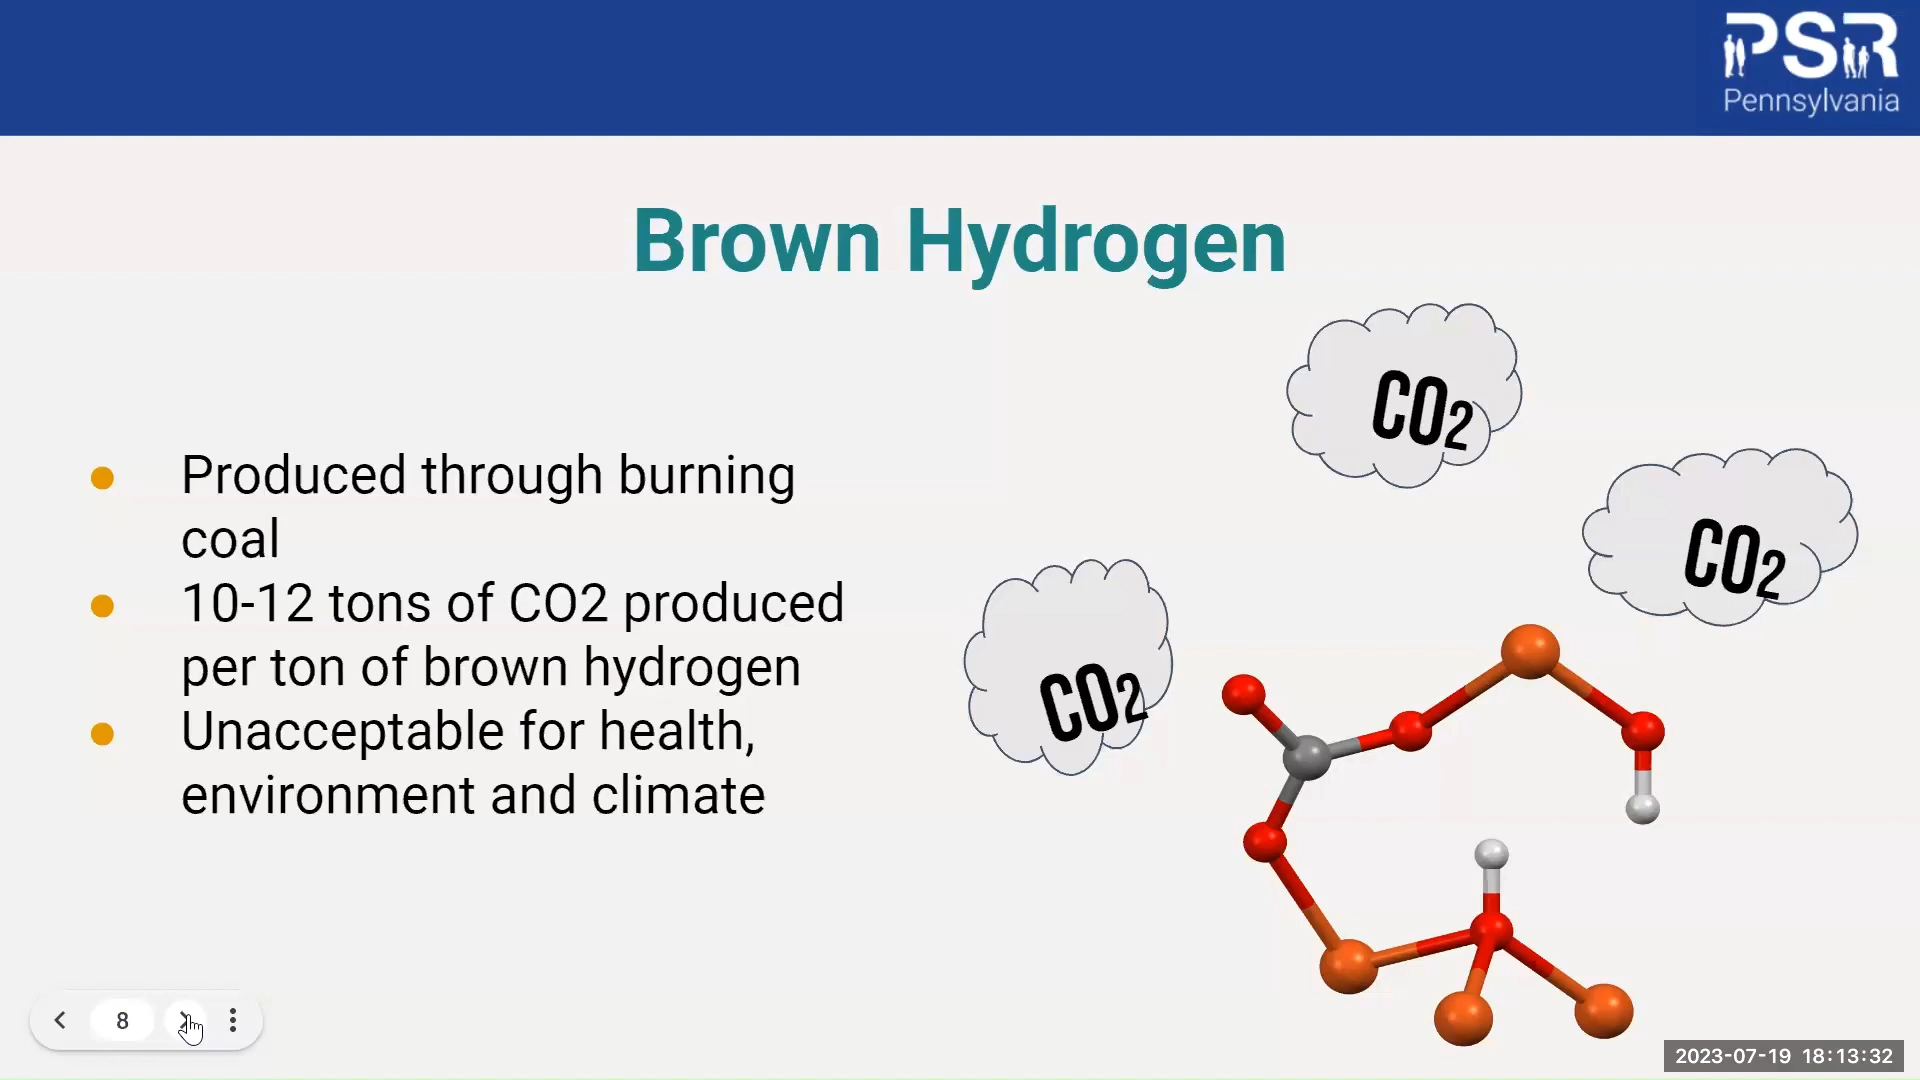 PSR
Pennsylvania
Brown Hydrogen
CO2
CO2
CO2
● Produced through burning
coal
● 10-12 tons of CO2 produced
per ton of brown hydrogen
● Unacceptable for health,
environment and climate
8
2023-07-19 18:13:32